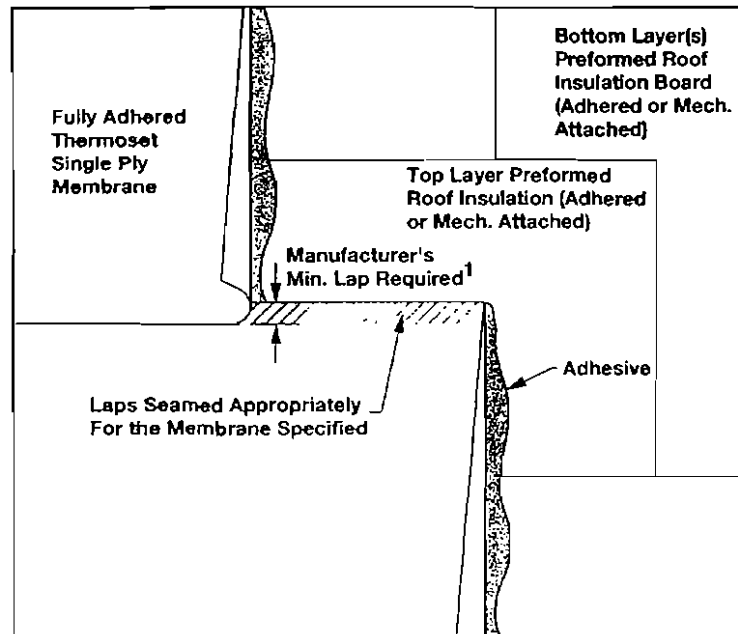 Bottom Layer(s)
Preformed Roof
Insulation Board
(Adhered or Mech.
Attached)
Fully Adhered
Thermoset
Single Ply
Membrane
Top Layer Preformed
Roof Insulation (Adhered
or Mech. Attached)
Manufacturer's
Min. Lap Required1
Adhesive
Laps Seamed Appropriately
For the Membrane Specified